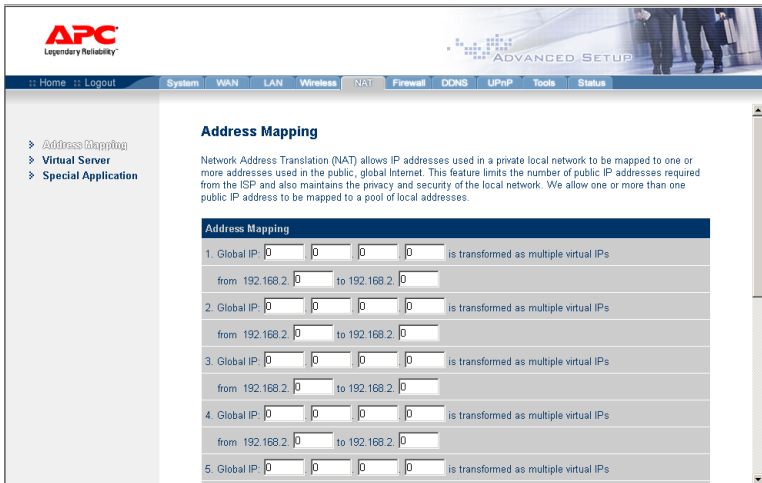 APC
Legendary Reliability™
ADVANCED SETUP
:: Home :: Logout
System WAN LAN Wireless NAT Firewall DDNS UPnP Tools Status
Address Mapping
Virtual Server
Special Application
Address Mapping
Network Address Translation (NAT) allows IP addresses used in a private local network to be mapped to one or
more addresses used in the public, global Internet. This feature limits the number of public IP addresses required
from the ISP and also maintains the privacy and security of the local network. We allow one or more than one
public IP address to be mapped to a pool of local addresses.
Address Mapping
1. Global IP: 0 . 0 . 0 . 0 is transformed as multiple virtual IPs
from 192.168.2. 0 to 192.168.2. 0
2. Global IP: 0 . 0 . 0 . 0 is transformed as multiple virtual IPs
from 192.168.2. 0 to 192.168.2. 0
3. Global IP: 0 . 0 . 0 . 0 is transformed as multiple virtual IPs
from 192.168.2. 0 to 192.168.2. 0
4. Global IP: 0 . 0 . 0 . 0 is transformed as multiple virtual IPs
from 192.168.2. 0 to 192.168.2. 0
5. Global IP: 0 . 0 . 0 . 0 is transformed as multiple virtual IPs